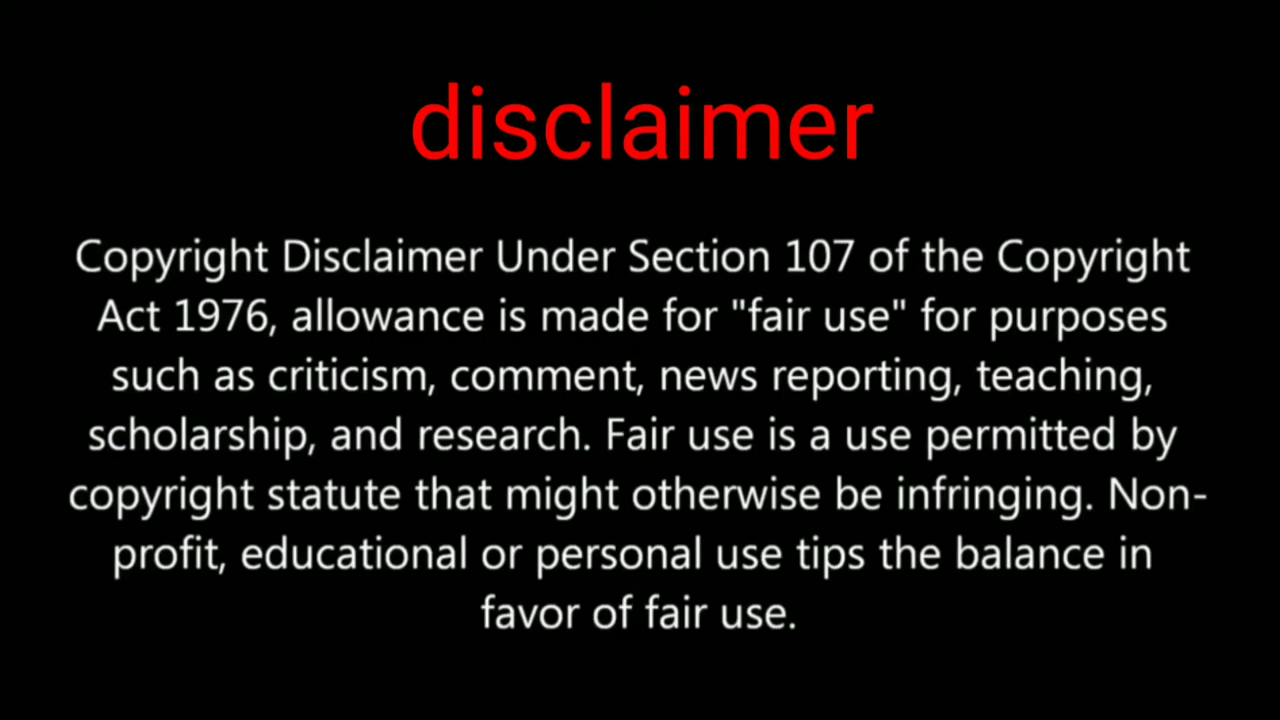 disclaimer
Copyright Disclaimer Under Section 107 of the Copyright
Act 1976, allowance is made for "fair use" for purposes
such as criticism, comment, news reporting, teaching,
scholarship, and research. Fair use is a use permitted by
copyright statute that might otherwise be infringing. Non-
profit, educational or personal use tips the balance in
favor of fair use.